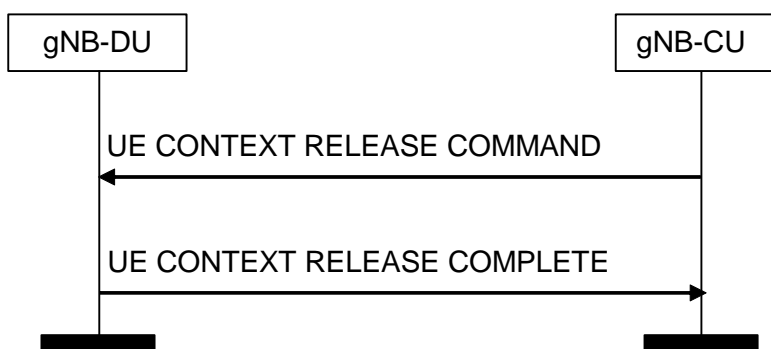 gNB-DU
gNB-CU
UE CONTEXT RELEASE COMMAND
UE CONTEXT RELEASE COMPLETE